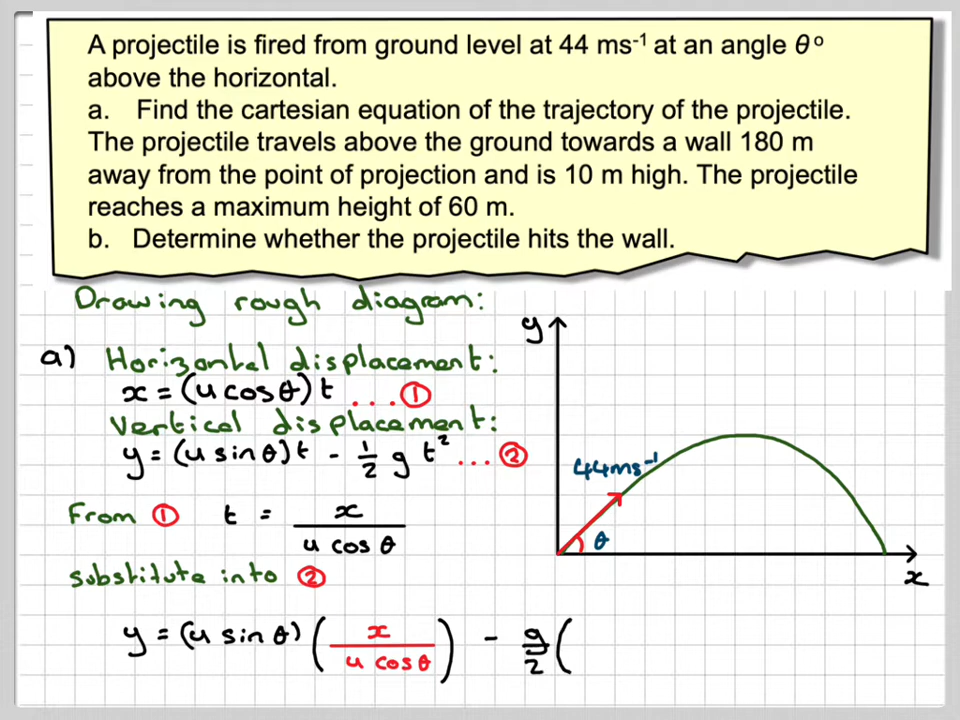 A projectile is fired from ground level at 44 ms⁻¹ at an angle θ°
above the horizontal.
a. Find the cartesian equation of the trajectory of the projectile.
The projectile travels above the ground towards a wall 180 m
away from the point of projection and is 10 m high. The projectile
reaches a maximum height of 60 m.
b. Determine whether the projectile hits the wall.
Drawing rough diagram:
a) Horizontal displacement:
x = (u cos θ) t ...①
Vertical displacement:
y = (u sin θ) t - 1/2 g t² ...②
From ① t = x / (u cos θ)
substitute into ②
y = (u sin θ) (x / (u cos θ)) - g/2 (
y
44ms⁻¹
θ
x